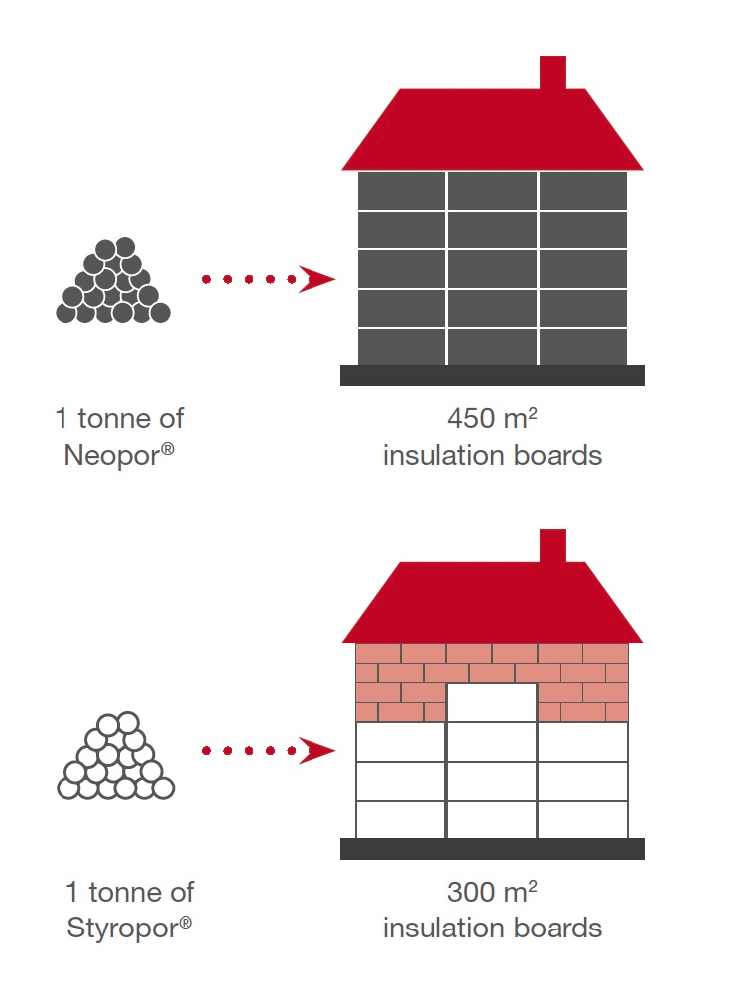 1 tonne of
Neopor®
450 m²
insulation boards
1 tonne of
Styropor®
300 m²
insulation boards